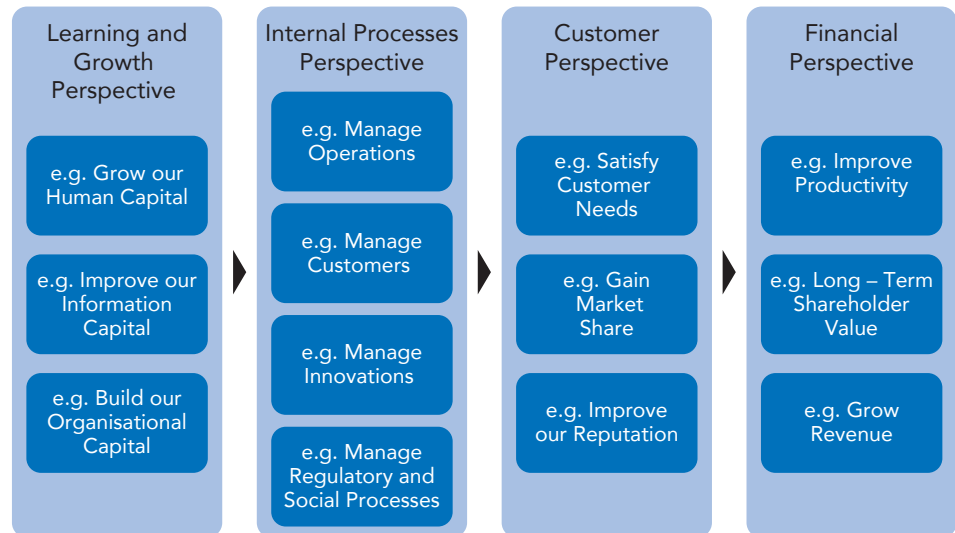 Learning and
Growth
Perspective
e.g. Grow our
Human Capital
e.g. Improve our
Information
Capital
e.g. Build our
Organisational
Capital
Internal Processes
Perspective
e.g. Manage
Operations
e.g. Manage
Customers
e.g. Manage
Innovations
e.g. Manage
Regulatory and
Social Processes
Customer
Perspective
e.g. Satisfy
Customer
Needs
e.g. Gain
Market
Share
e.g. Improve
our Reputation
Financial
Perspective
e.g. Improve
Productivity
e.g. Long – Term
Shareholder
Value
e.g. Grow
Revenue